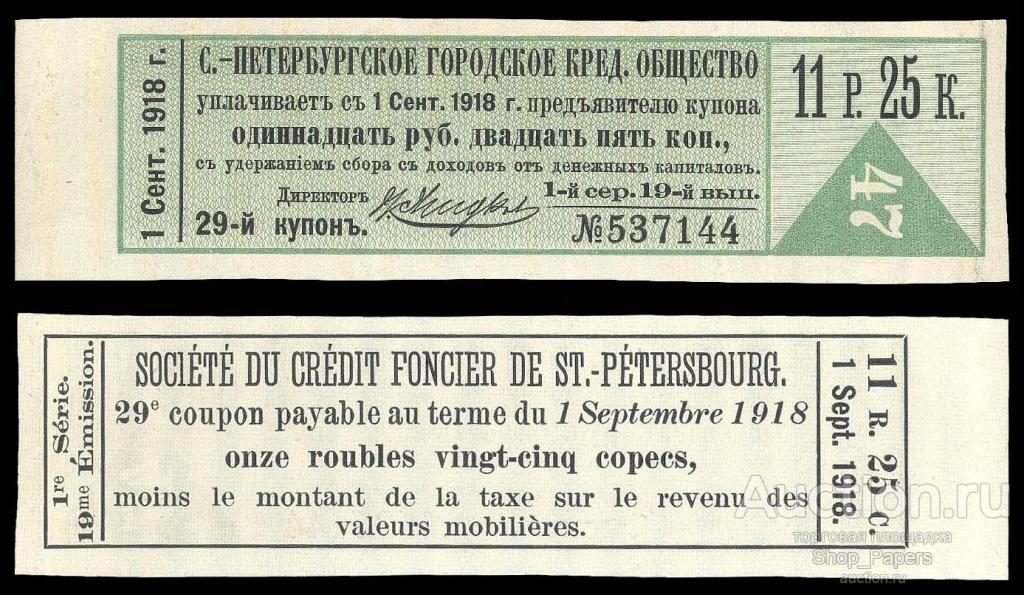 1 Сент. 1918 г.
С.-ПЕТЕРБУРГСКОЕ ГОРОДСКОЕ КРЕД. ОБЩЕСТВО
уплачиваетъ съ 1 Сент. 1918 г. предъявителю купона
одиннадцать руб. двадцать пять коп.,
съ удержаніемъ сбора съ доходовъ отъ денежныхъ капиталовъ.
Директоръ
1-й сер. 19-й вып.
29-й купонъ.
№537144
11 Р. 25 К.
47
1re Série.
19me Émission.
SOCIÉTÉ DU CRÉDIT FONCIER DE ST.-PÉTERSBOURG.
29e coupon payable au terme du 1 Septembre 1918
onze roubles vingt-cinq copecs,
moins le montant de la taxe sur le revenu des
valeurs mobilières.
11 R. 25 C.
1 Sept. 1918.
Auction.ru
торговая площадка
Shop_Papers
auction.ru